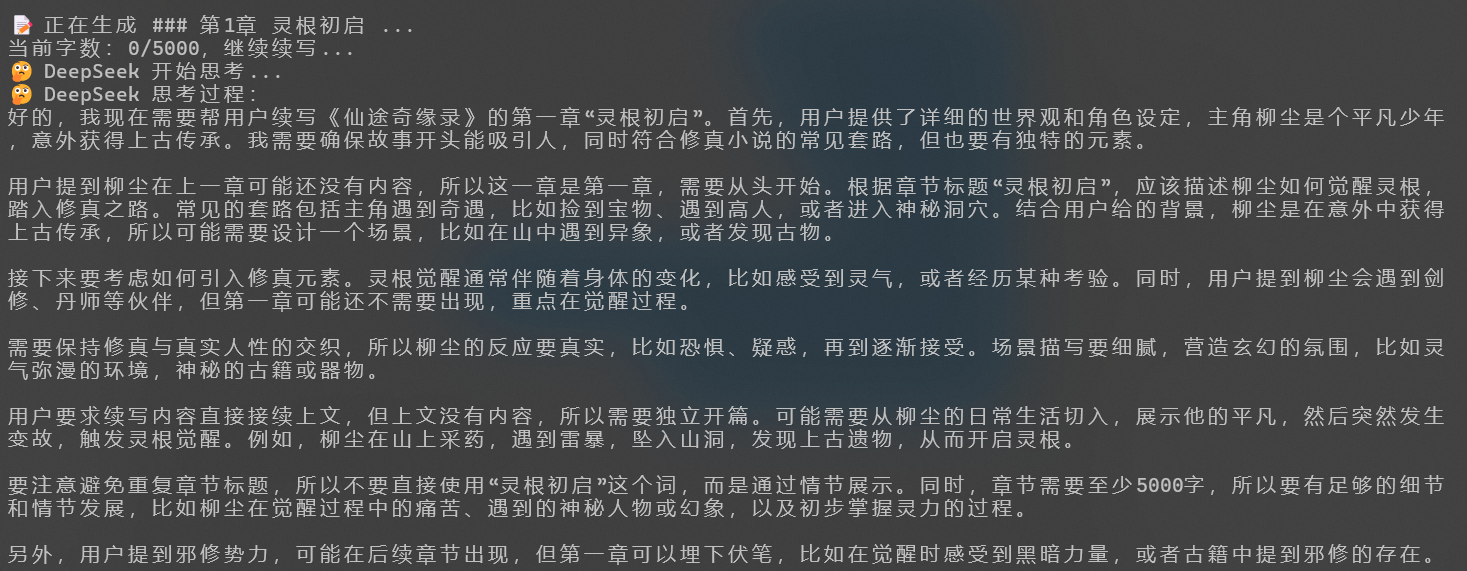 📝 正在生成 ### 第1章 灵根初启 ...
当前字数: 0/5000, 继续续写...
🤔 DeepSeek 开始思考...
🤔 DeepSeek 思考过程:
好的，我现在需要帮用户续写《仙途奇缘录》的第一章“灵根初启”。首先，用户提供了详细的世界观和角色设定，主角柳尘是个平凡少年
，意外获得上古传承。我需要确保故事开头能吸引人，同时符合修真小说的常见套路，但也要有独特的元素。
用户提到柳尘在上一章可能还没有内容，所以这一章是第一章，需要从头开始。根据章节标题“灵根初启”，应该描述柳尘如何觉醒灵根，
踏入修真之路。常见的套路包括主角遇到奇遇，比如捡到宝物、遇到高人，或者进入神秘洞穴。结合用户给的背景，柳尘是在意外中获得
上古传承，所以可能需要设计一个场景，比如在山中遇到异象，或者发现古物。
接下来要考虑如何引入修真元素。灵根觉醒通常伴随着身体的变化，比如感受到灵气，或者经历某种考验。同时，用户提到柳尘会遇到剑
修、丹师等伙伴，但第一章可能还不需要出现，重点在觉醒过程。
需要保持修真与真实人性的交织，所以柳尘的反应要真实，比如恐惧、疑惑，再到逐渐接受。场景描写要细腻，营造玄幻的氛围，比如灵
气弥漫的环境，神秘的古籍或器物。
用户要求续写内容直接接续上文，但上文没有内容，所以需要独立开篇。可能需要从柳尘的日常生活切入，展示他的平凡，然后突然发生
变故，触发灵根觉醒。例如，柳尘在山上采药，遇到雷暴，坠入山洞，发现上古遗物，从而开启灵根。
要注意避免重复章节标题，所以不要直接使用“灵根初启”这个词，而是通过情节展示。同时，章节需要至少5000字，所以要有足够的细节
和情节发展，比如柳尘在觉醒过程中的痛苦、遇到的神秘人物或幻象，以及初步掌握灵力的过程。
另外，用户提到邪修势力，可能在后续章节出现，但第一章可以埋下伏笔，比如在觉醒时感受到黑暗力量，或者古籍中提到邪修的存在。